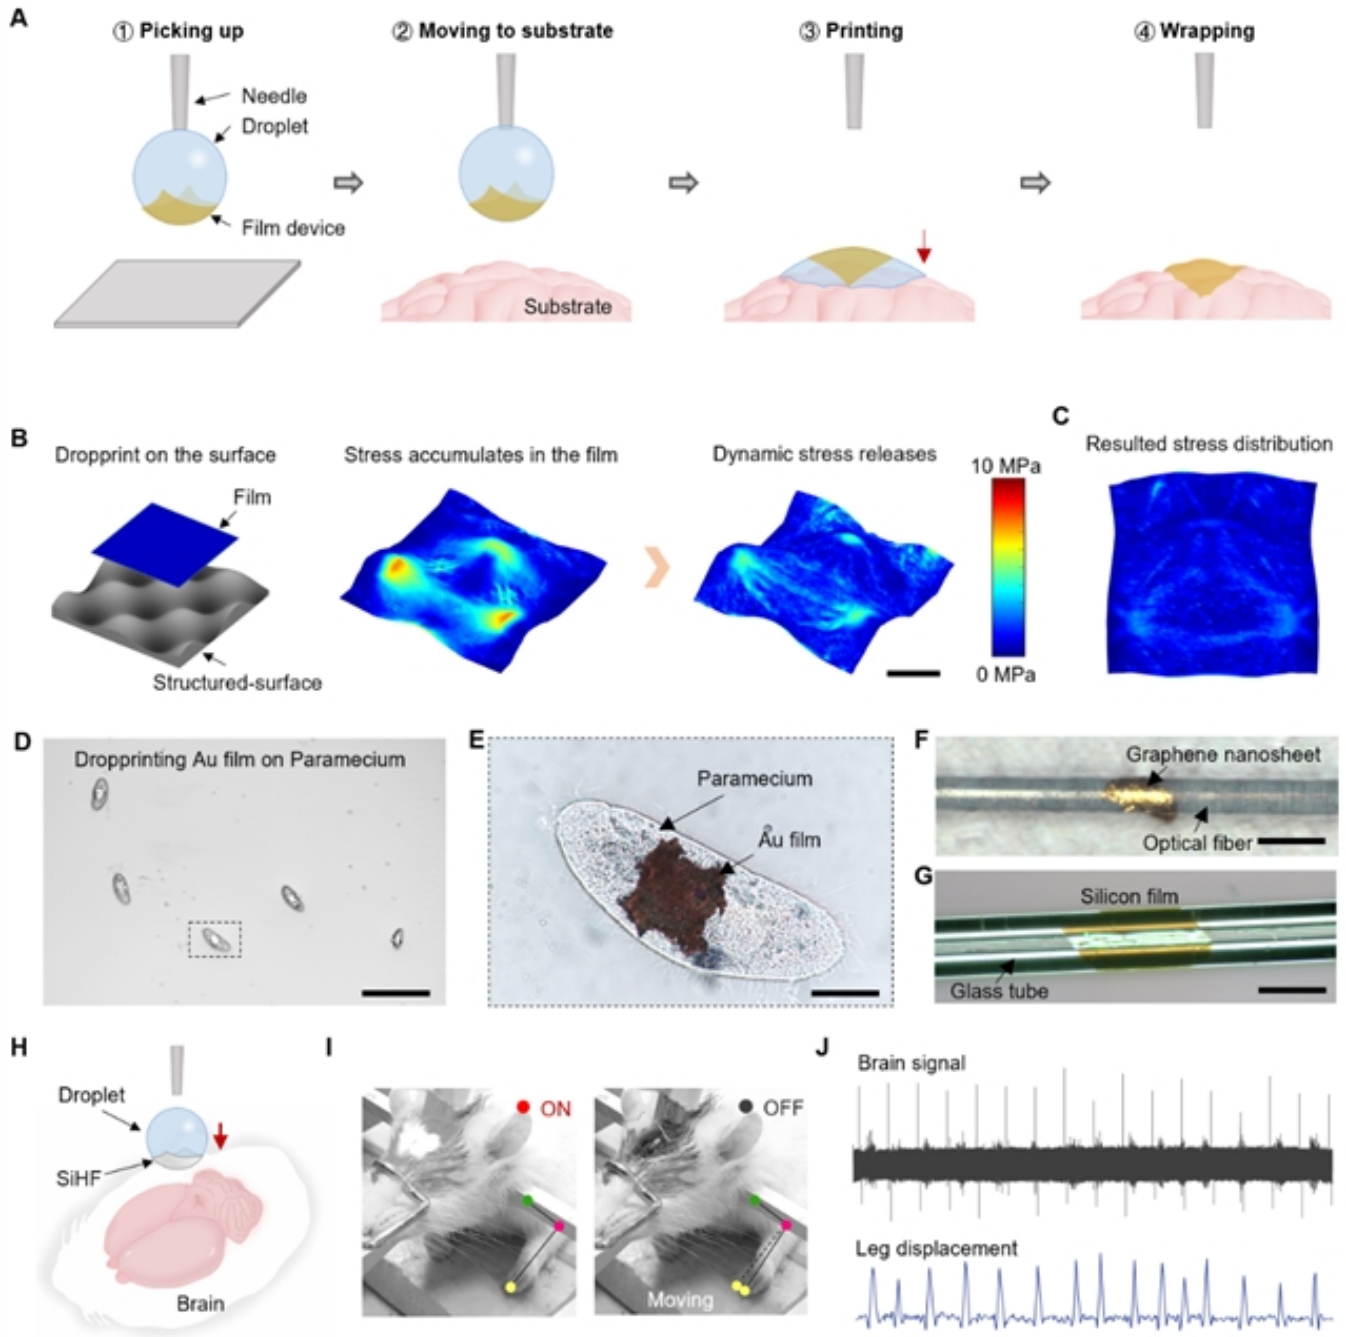 A
① Picking up
② Moving to substrate
③ Printing
④ Wrapping
Needle
Droplet
Film device
Substrate
B
Dropprint on the surface
Stress accumulates in the film
Dynamic stress releases
10 MPa
0 MPa
Film
Structured-surface
C
Resulted stress distribution
D
Dropprinting Au film on Paramecium
E
Paramecium
Au film
F
Graphene nanosheet
Optical fiber
G
Silicon film
Glass tube
H
Droplet
SiHF
Brain
I
ON
OFF
Moving
J
Brain signal
Leg displacement